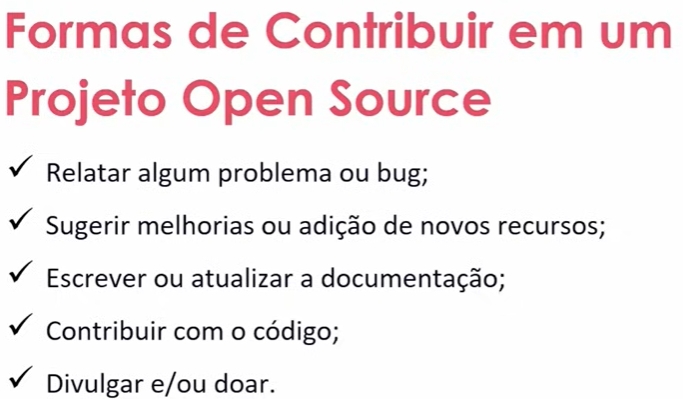 Formas de Contribuir em um
Projeto Open Source
✓ Relatar algum problema ou bug;
✓ Sugerir melhorias ou adição de novos recursos;
✓ Escrever ou atualizar a documentação;
✓ Contribuir com o código;
✓ Divulgar e/ou doar.